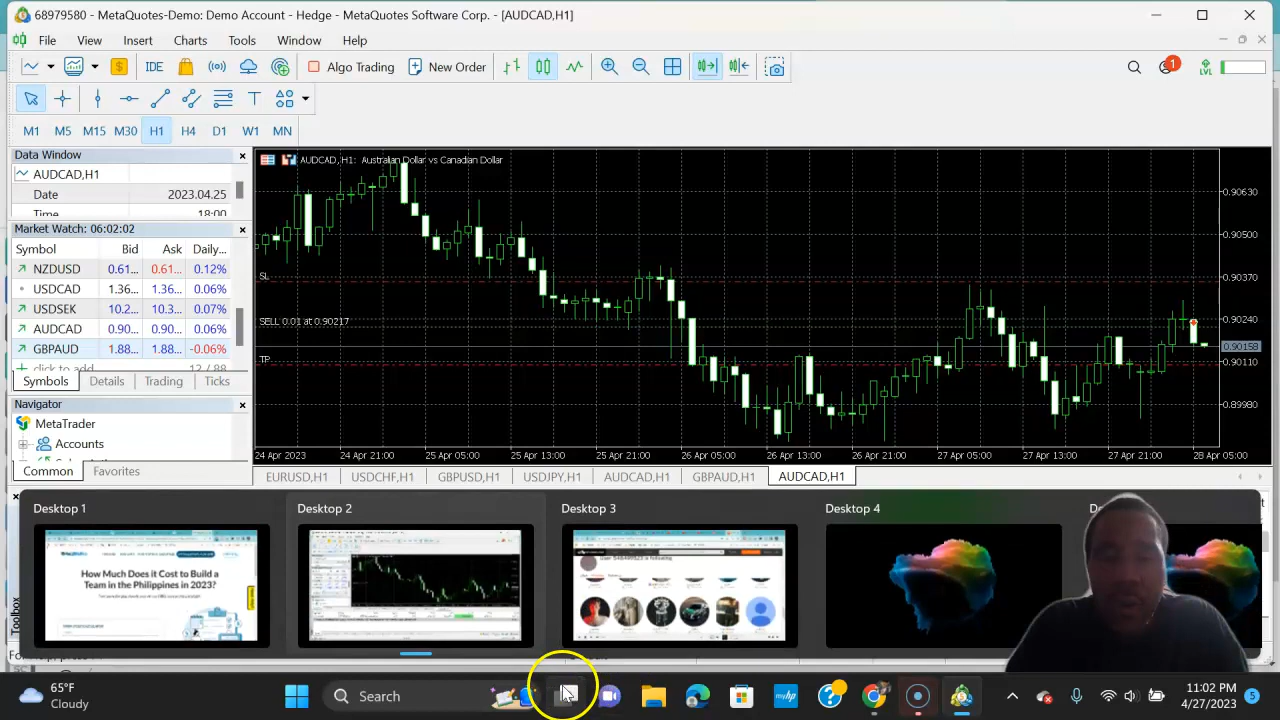 68979580 - MetaQuotes-Demo: Demo Account - Hedge - MetaQuotes Software Corp. - [AUDCAD,H1]
File View Insert Charts Tools Window Help
IDE Algo Trading New Order 1 LVL
M1 M5 M15 M30 H1 H4 D1 W1 MN
Data Window
AUDCAD,H1
Date 2023.04.25
Time 18:00
Market Watch: 06:02:02
Symbol Bid Ask Daily...
NZDUSD 0.61... 0.61... 0.12%
USDCAD 1.36... 1.36... 0.06%
USDSEK 10.2... 10.3... 0.07%
AUDCAD 0.90... 0.90... 0.06%
GBPAUD 1.88... 1.88... -0.06%
click to add 12 / 88
Symbols Details Trading Ticks
Navigator
MetaTrader
Accounts
Common Favorites
AUDCAD,H1: Australian Dollar vs Canadian Dollar
0.90630
0.90500
0.90370
0.90240
0.90158
0.90110
0.89980
SL
SELL 0.01 at 0.90217
TP
24 Apr 2023 24 Apr 21:00 25 Apr 05:00 25 Apr 13:00 25 Apr 21:00 26 Apr 05:00 26 Apr 13:00 26 Apr 21:00 27 Apr 05:00 27 Apr 13:00 27 Apr 21:00 28 Apr 05:00
EURUSD,H1 USDCHF,H1 GBPUSD,H1 USDJPY,H1 AUDCAD,H1 GBPAUD,H1 AUDCAD,H1
Desktop 1 Desktop 2 Desktop 3 Desktop 4
How Much Does it Cost to Build a
Team in the Philippines in 2023?
65°F
Cloudy
Search
myhp
11:02 PM
4/27/2023
5